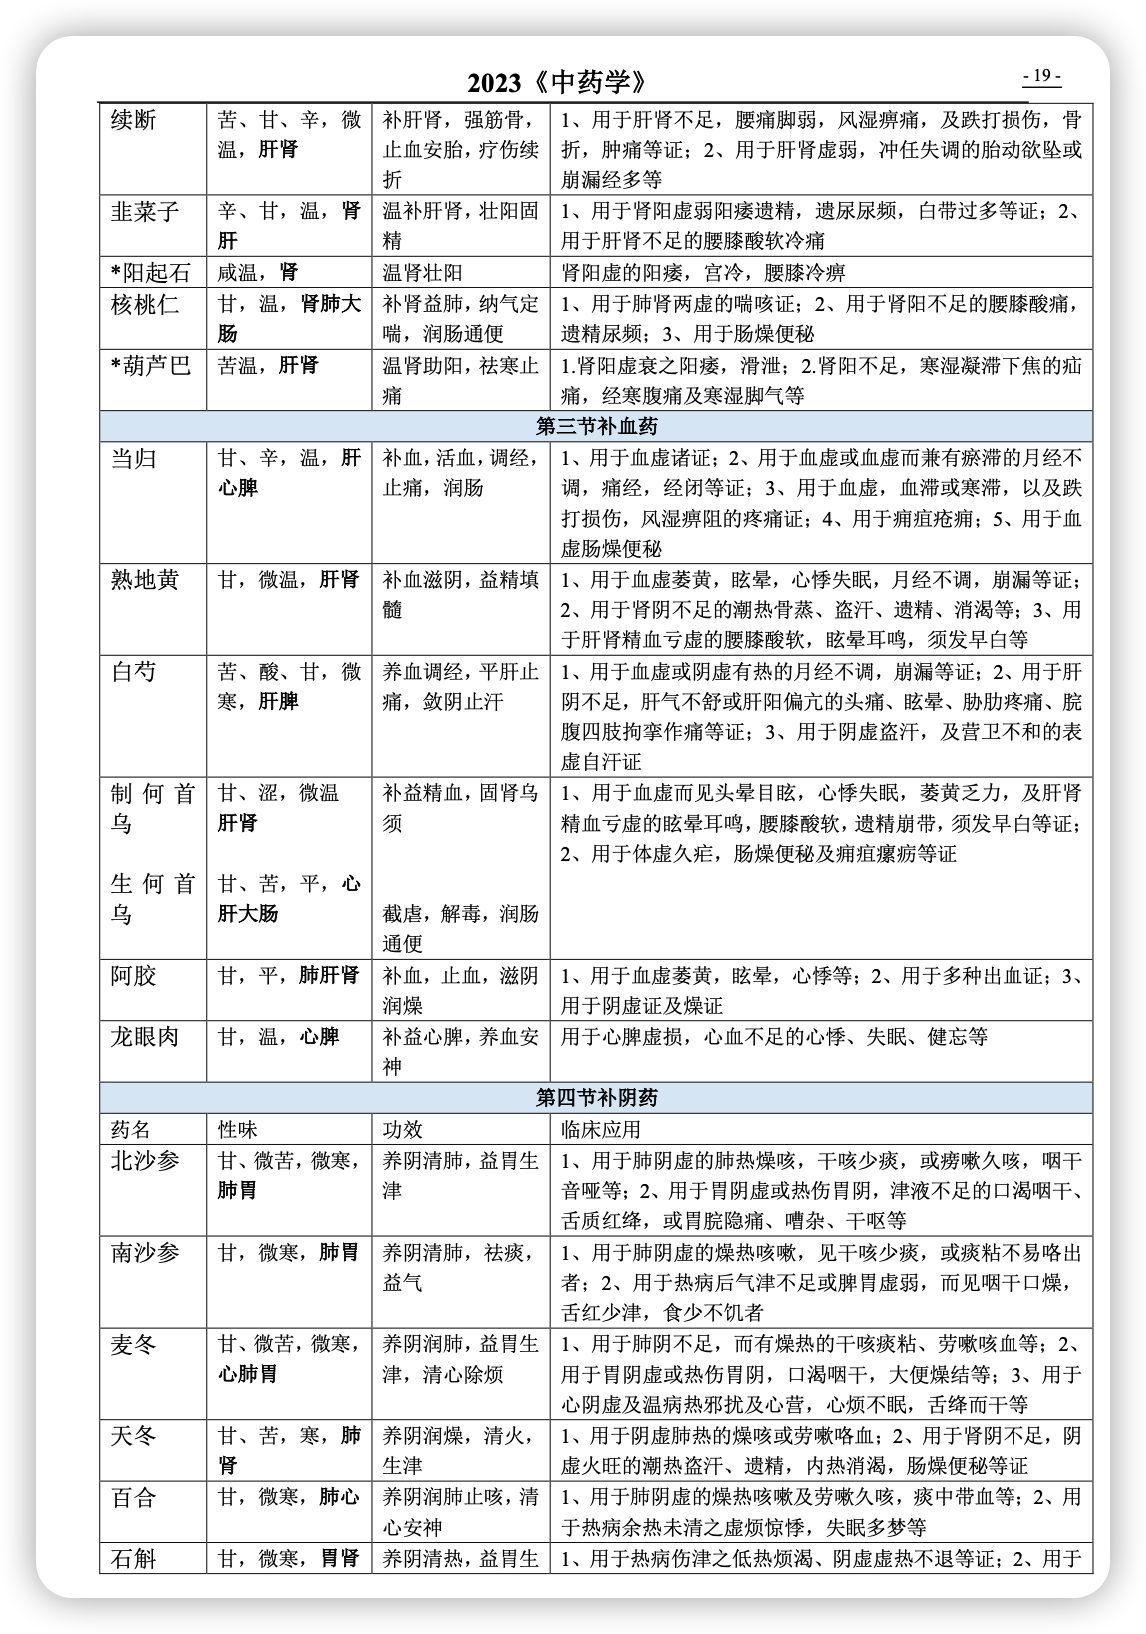 2023《中药学》
- 19 -
续断
苦、甘、辛，微
温，肝肾
补肝肾，强筋骨，
止血安胎，疗伤续
折
1、用于肝肾不足，腰痛脚弱，风湿痹痛，及跌打损伤，骨
折，肿痛等证；2、用于肝肾虚弱，冲任失调的胎动欲坠或
崩漏经多等
韭菜子
辛、甘，温，肾
肝
温补肝肾，壮阳固
精
1、用于肾阳虚弱阳痿遗精，遗尿尿频，白带过多等证；2、
用于肝肾不足的腰膝酸软冷痛
*阳起石
咸温，肾
温肾壮阳
肾阳虚的阳痿，宫冷，腰膝冷痹
核桃仁
甘，温，肾肺大
肠
补肾益肺，纳气定
喘，润肠通便
1、用于肺肾两虚的喘咳证；2、用于肾阳不足的腰膝酸痛，
遗精尿频；3、用于肠燥便秘
*葫芦巴
苦温，肝肾
温肾助阳，祛寒止
痛
1.肾阳虚衰之阳痿，滑泄；2.肾阳不足，寒湿凝滞下焦的疝
痛，经寒腹痛及寒湿脚气等
第三节补血药
当归
甘、辛，温，肝
心脾
补血，活血，调经，
止痛，润肠
1、用于血虚诸证；2、用于血虚或血虚而兼有瘀滞的月经不
调，痛经，经闭等证；3、用于血虚，血滞或寒滞，以及跌
打损伤，风湿痹阻的疼痛证；4、用于痈疽疮痈；5、用于血
虚肠燥便秘
熟地黄
甘，微温，肝肾
补血滋阴，益精填
髓
1、用于血虚萎黄，眩晕，心悸失眠，月经不调，崩漏等证；
2、用于肾阴不足的潮热骨蒸、盗汗、遗精、消渴等；3、用
于肝肾精血亏虚的腰膝酸软，眩晕耳鸣，须发早白等
白芍
苦、酸、甘，微
寒，肝脾
养血调经，平肝止
痛，敛阴止汗
1、用于血虚或阴虚有热的月经不调，崩漏等证；2、用于肝
阴不足，肝气不舒或肝阳偏亢的头痛、眩晕、胁肋疼痛、脘
腹四肢拘挛作痛等证；3、用于阴虚盗汗，及营卫不和的表
虚自汗证
制何首
乌
甘、涩，微温
肝肾
补益精血，固肾乌
须
1、用于血虚而见头晕目眩，心悸失眠，萎黄乏力，及肝肾
精血亏虚的眩晕耳鸣，腰膝酸软，遗精崩带，须发早白等证；
2、用于体虚久疟，肠燥便秘及痈疽瘰疬等证
生何首
乌
甘、苦，平，心
肝大肠
截虐，解毒，润肠
通便
阿胶
甘，平，肺肝肾
补血，止血，滋阴
润燥
1、用于血虚萎黄，眩晕，心悸等；2、用于多种出血证；3、
用于阴虚证及燥证
龙眼肉
甘，温，心脾
补益心脾，养血安
神
用于心脾虚损，心血不足的心悸、失眠、健忘等
第四节补阴药
药名
性味
功效
临床应用
北沙参
甘、微苦，微寒，
肺胃
养阴清肺，益胃生
津
1、用于肺阴虚的肺热燥咳，干咳少痰，或痨嗽久咳，咽干
音哑等；2、用于胃阴虚或热伤胃阴，津液不足的口渴咽干、
舌质红绛，或胃脘隐痛、嘈杂、干呕等
南沙参
甘，微寒，肺胃
养阴清肺，祛痰，
益气
1、用于肺阴虚的燥热咳嗽，见干咳少痰，或痰粘不易咯出
者；2、用于热病后气津不足或脾胃虚弱，而见咽干口燥，
舌红少津，食少不饥者
麦冬
甘、微苦，微寒，
心肺胃
养阴润肺，益胃生
津，清心除烦
1、用于肺阴不足，而有燥热的干咳痰粘、劳嗽咳血等；2、
用于胃阴虚或热伤胃阴，口渴咽干，大便燥结等；3、用于
心阴虚及温病热邪扰及心营，心烦不眠，舌绛而干等
天冬
甘、苦，寒，肺
肾
养阴润燥，清火，
生津
1、用于阴虚肺热的燥咳或劳嗽咯血；2、用于肾阴不足，阴
虚火旺的潮热盗汗、遗精，内热消渴，肠燥便秘等证
百合
甘，微寒，肺心
养阴润肺止咳，清
心安神
1、用于肺阴虚的燥热咳嗽及劳嗽久咳，痰中带血等；2、用
于热病余热未清之虚烦惊悸，失眠多梦等
石斛
甘，微寒，胃肾
养阴清热，益胃生
1、用于热病伤津之低热烦渴、阴虚虚热不退等证；2、用于